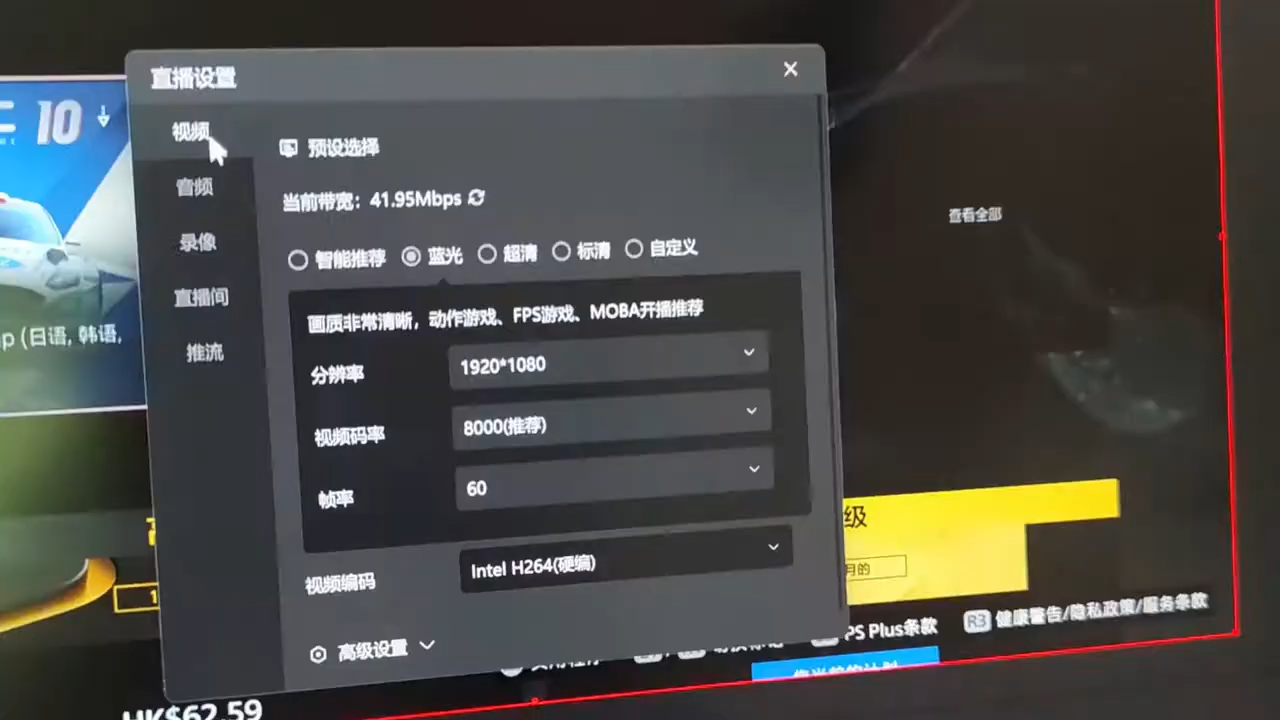 直播设置
10
视频
预设选择
音频
当前带宽：41.95Mbps
查看全部
录像
智能推荐 蓝光 超清 标清 自定义
直播间
画质非常清晰，动作游戏、FPS游戏、MOBA开播推荐
p (日语, 韩语,
推流
分辨率 1920*1080
视频码率 8000(推荐)
帧率 60
级
视频编码 Intel H264(硬编)
月的
高级设置
PS Plus条款
R3 健康警告/隐私政策/服务条款
HK$62.59